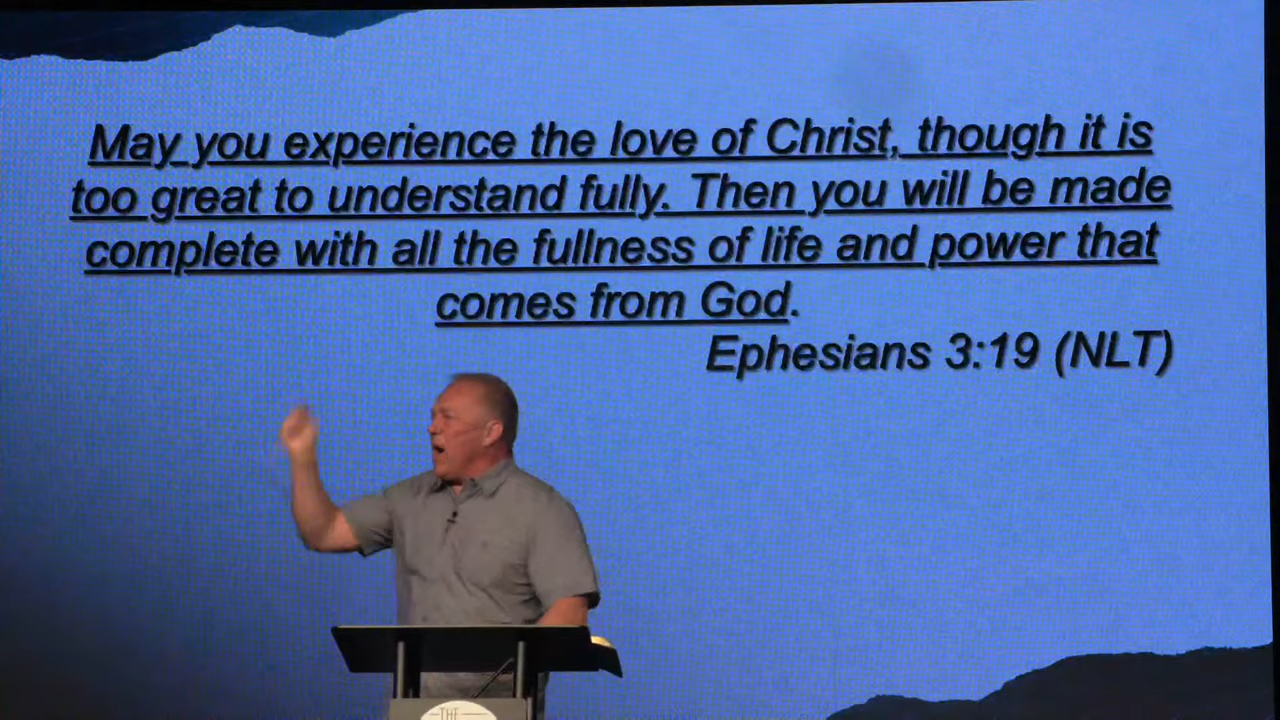 May you experience the love of Christ, though it is
too great to understand fully. Then you will be made
complete with all the fullness of life and power that
comes from God.
Ephesians 3:19 (NLT)
THE